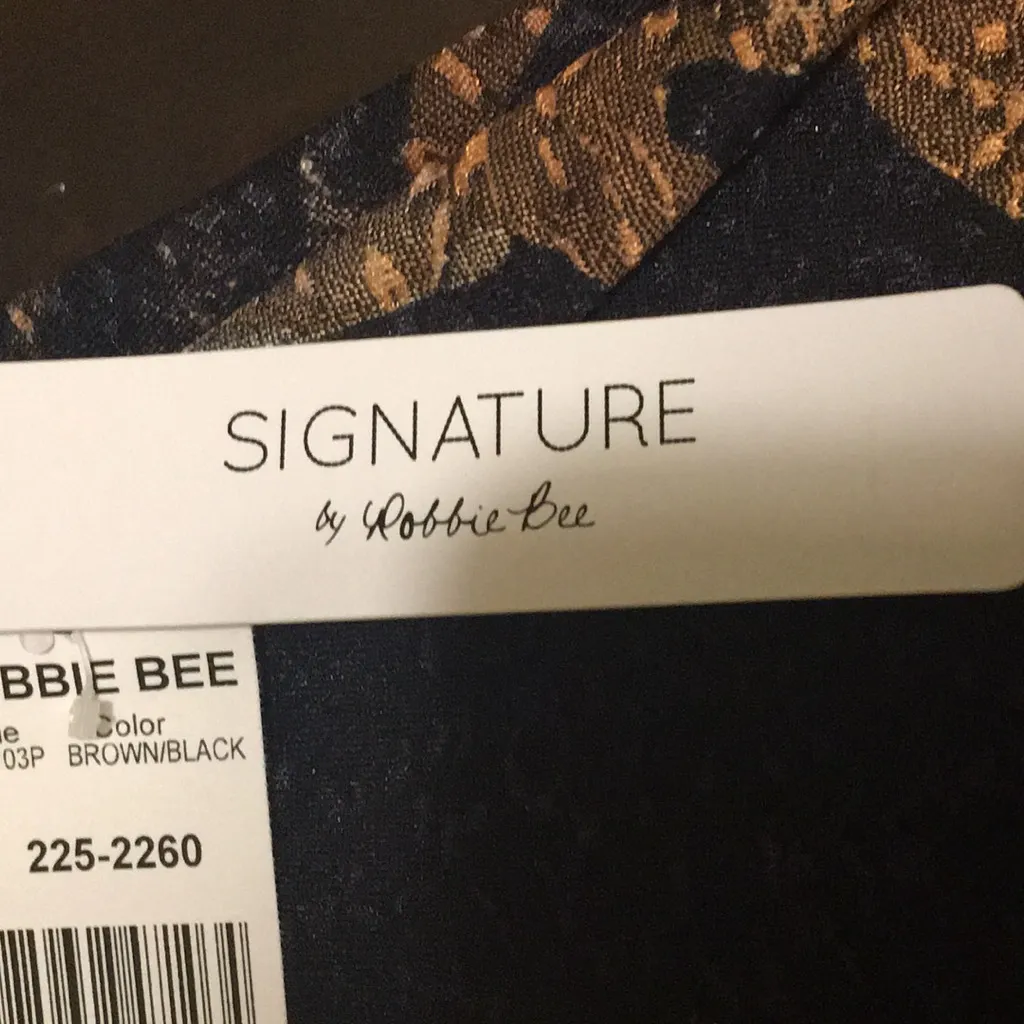 SIGNATURE
by Robbie Bee
BBIE BEE
Color
03P BROWN/BLACK
225-2260